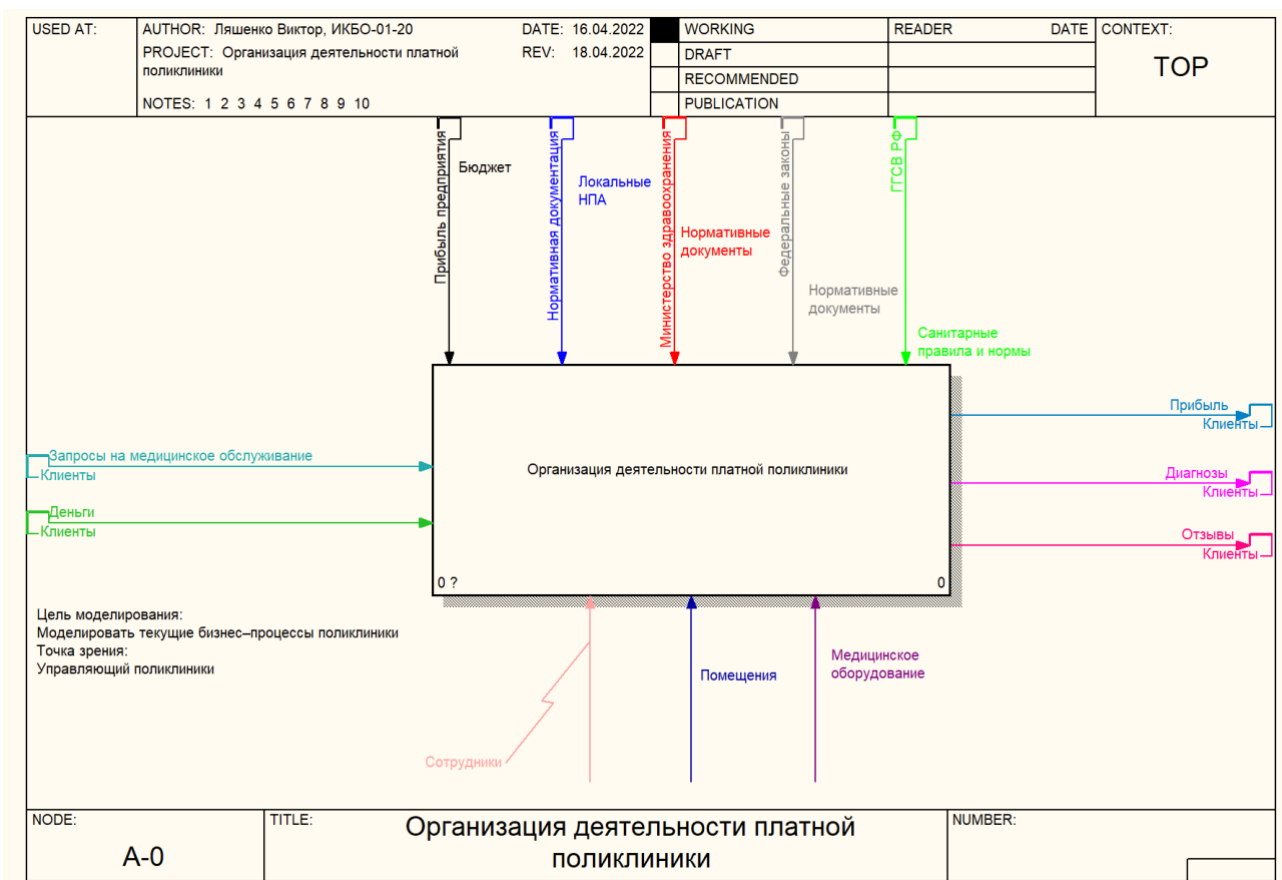 USED AT:
AUTHOR: Ляшенко Виктор, ИКБО-01-20
DATE: 16.04.2022
PROJECT: Организация деятельности платной
поликлиники
REV: 18.04.2022
NOTES: 1 2 3 4 5 6 7 8 9 10
WORKING
DRAFT
RECOMMENDED
PUBLICATION
READER
DATE
CONTEXT:
TOP
Прибыль предприятия
Бюджет
Нормативная документация
Локальные
НПА
Министерство здравоохранения
Нормативные
документы
Федеральные законы
Нормативные
документы
ГГСВ РФ
Санитарные
правила и нормы
Запросы на медицинское обслуживание
Клиенты
Деньги
Клиенты
Организация деятельности платной поликлиники
0 ?
0
Прибыль
Клиенты
Диагнозы
Клиенты
Отзывы
Клиенты
Цель моделирования:
Моделировать текущие бизнес–процессы поликлиники
Точка зрения:
Управляющий поликлиники
Сотрудники
Помещения
Медицинское
оборудование
NODE:
A-0
TITLE:
Организация деятельности платной
поликлиники
NUMBER: